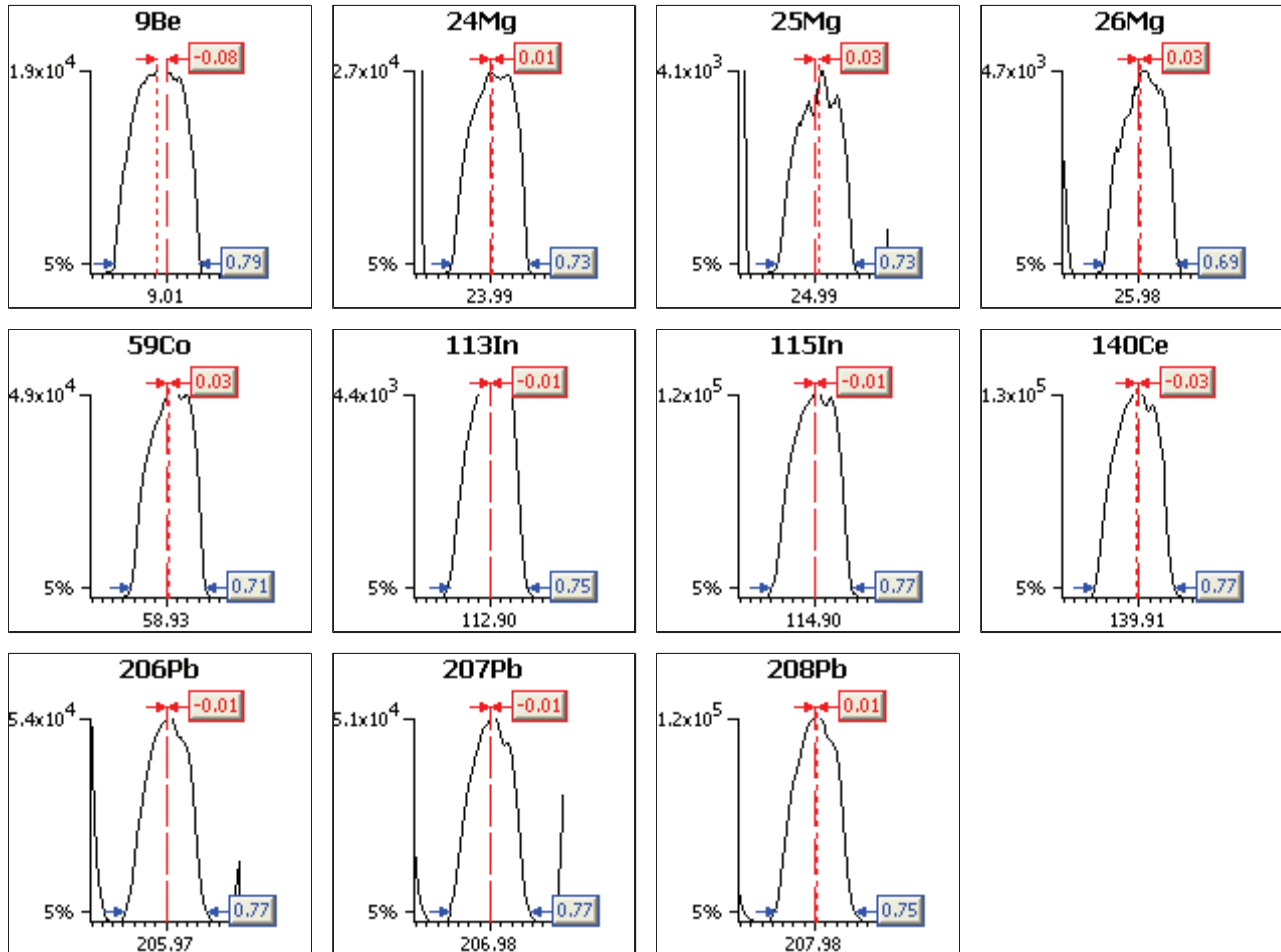 9Be
-0.08
1.9x10^4
5%
0.79
9.01
24Mg
0.01
2.7x10^4
5%
0.73
23.99
25Mg
0.03
4.1x10^3
5%
0.73
24.99
26Mg
0.03
4.7x10^3
5%
0.69
25.98
59Co
0.03
4.9x10^4
5%
0.71
58.93
113In
-0.01
4.4x10^3
5%
0.75
112.90
115In
-0.01
1.2x10^5
5%
0.77
114.90
140Ce
-0.03
1.3x10^5
5%
0.77
139.91
206Pb
-0.01
5.4x10^4
5%
0.77
205.97
207Pb
-0.01
5.1x10^4
5%
0.77
206.98
208Pb
0.01
1.2x10^5
5%
0.75
207.98